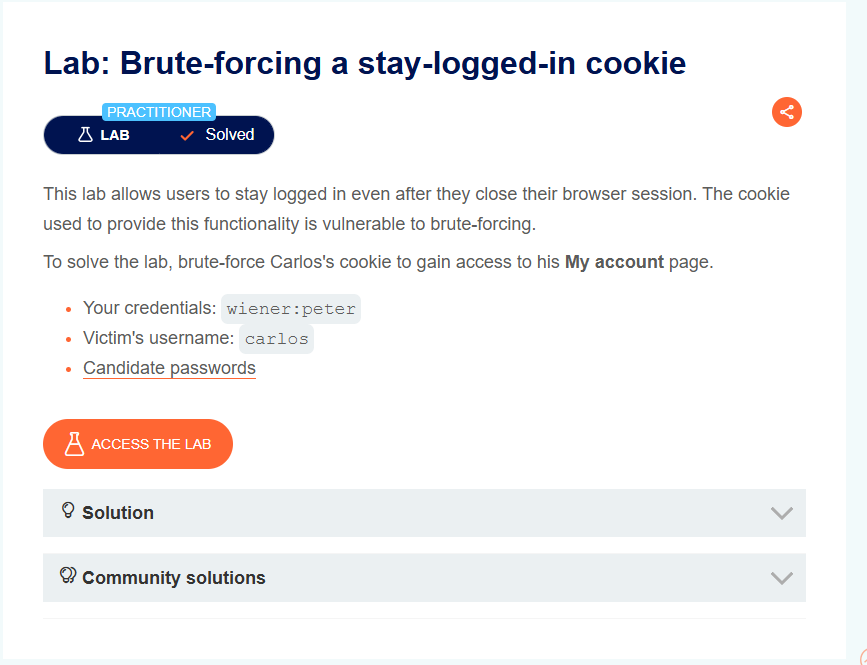 Lab: Brute-forcing a stay-logged-in cookie
PRACTITIONER
LAB Solved
This lab allows users to stay logged in even after they close their browser session. The cookie
used to provide this functionality is vulnerable to brute-forcing.
To solve the lab, brute-force Carlos's cookie to gain access to his My account page.
Your credentials: wiener:peter
Victim's username: carlos
Candidate passwords
ACCESS THE LAB
Solution
Community solutions